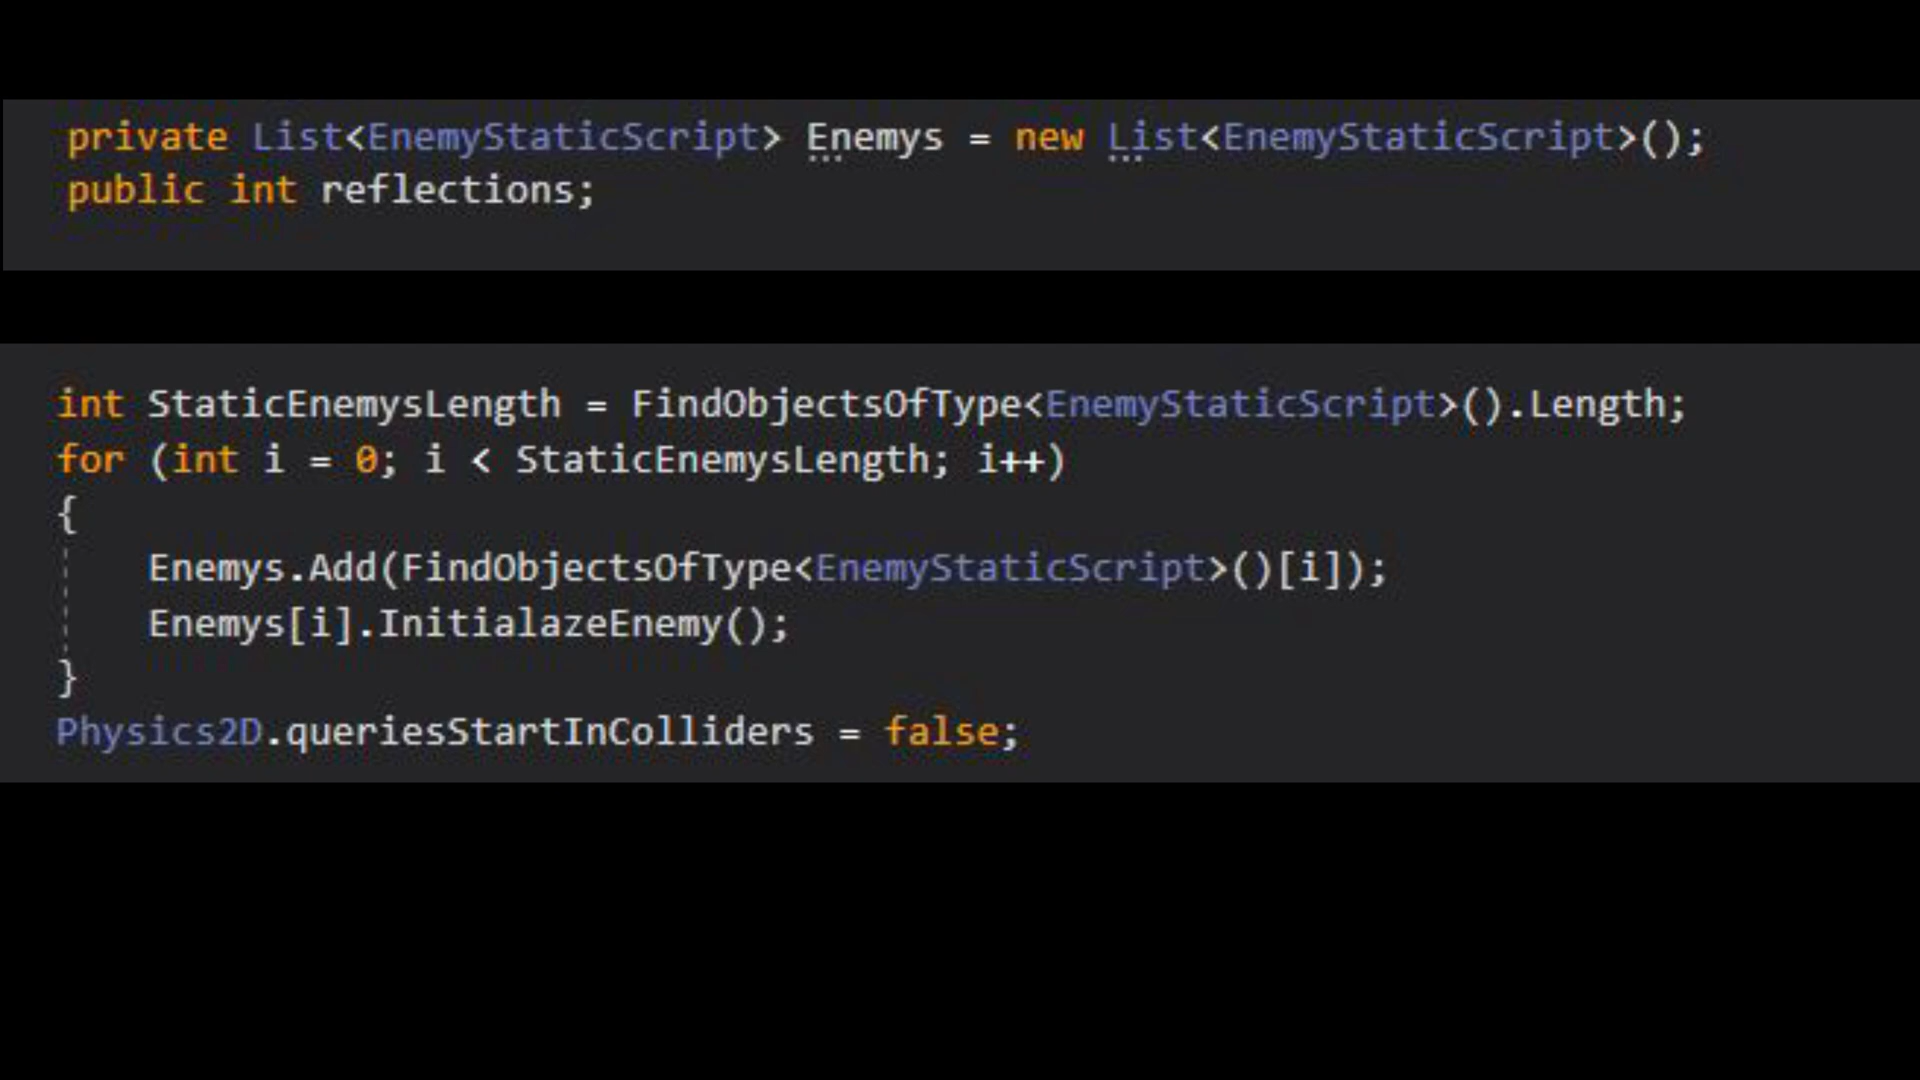 private List<EnemyStaticScript> Enemys = new List<EnemyStaticScript>();
public int reflections;
int StaticEnemysLength = FindObjectsOfType<EnemyStaticScript>().Length;
for (int i = 0; i < StaticEnemysLength; i++)
{
Enemys.Add(FindObjectsOfType<EnemyStaticScript>()[i]);
Enemys[i].InitialazeEnemy();
}
Physics2D.queriesStartInColliders = false;